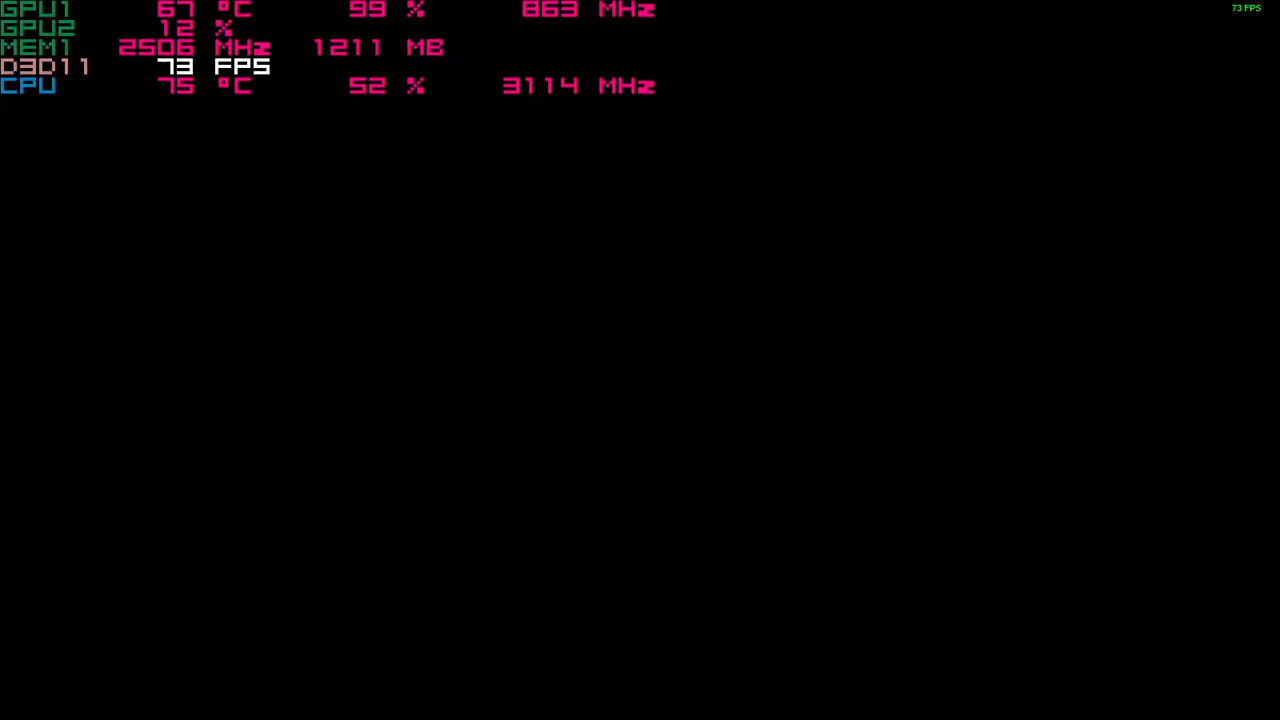 GPU1 67 °C 99 % 863 MHz
73 FPS
GPU2 12 %
MEM1 2506 MHz 1211 MB
D3D11 73 FPS
CPU 75 °C 52 % 3114 MHz